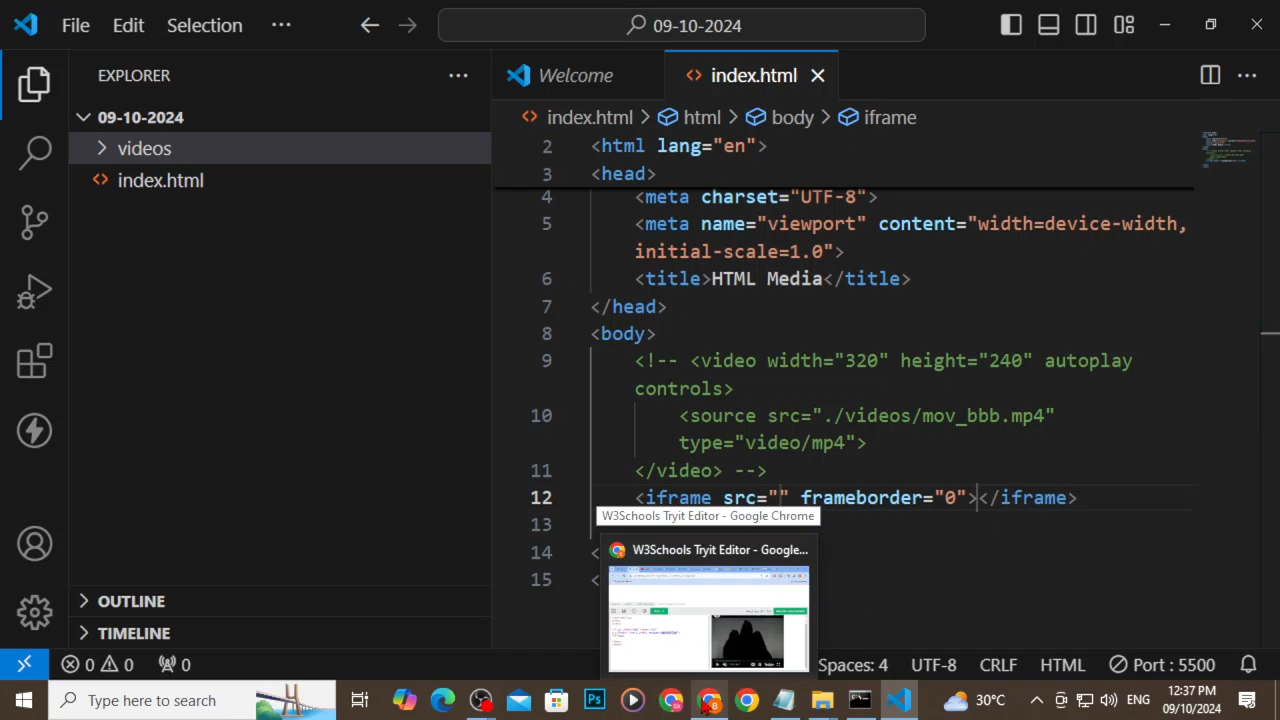 File Edit Selection ··· 09-10-2024
EXPLORER ···
Welcome index.html
09-10-2024
videos
index.html
index.html > html > body > iframe
2 <html lang="en">
3 <head>
4 <meta charset="UTF-8">
5 <meta name="viewport" content="width=device-width,
initial-scale=1.0">
6 <title>HTML Media</title>
7 </head>
8 <body>
9 <!-- <video width="320" height="240" autoplay
controls>
10 <source src="./videos/mov_bbb.mp4"
type="video/mp4">
11 </video> -->
12 <iframe src="" frameborder="0"></iframe>
13
14 <
15 <
W3Schools Tryit Editor - Google Chrome
W3Schools Tryit Editor - Google...
OUTLINE
TIMELINE
0 0 0 Spaces: 4 UTF-8 CRLF HTML Port : 5500
Type here to search
Ps
30°C
ENG
12:37 PM
09/10/2024